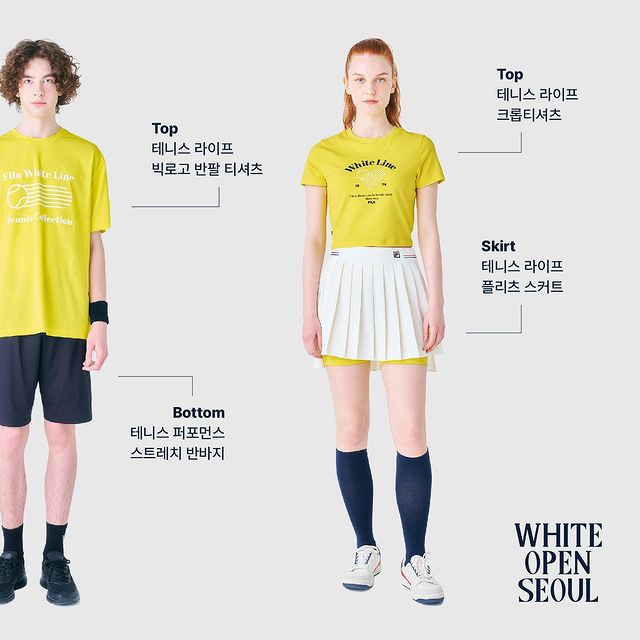 Top
테니스 라이프
빅로고 반팔 티셔츠
Fila White Line
Tennis Collection
Bottom
테니스 퍼포먼스
스트레치 반바지
Top
테니스 라이프
크롭티셔츠
White Line
19 74
FILA
Skirt
테니스 라이프
플리츠 스커트
WHITE
OPEN
SEOUL